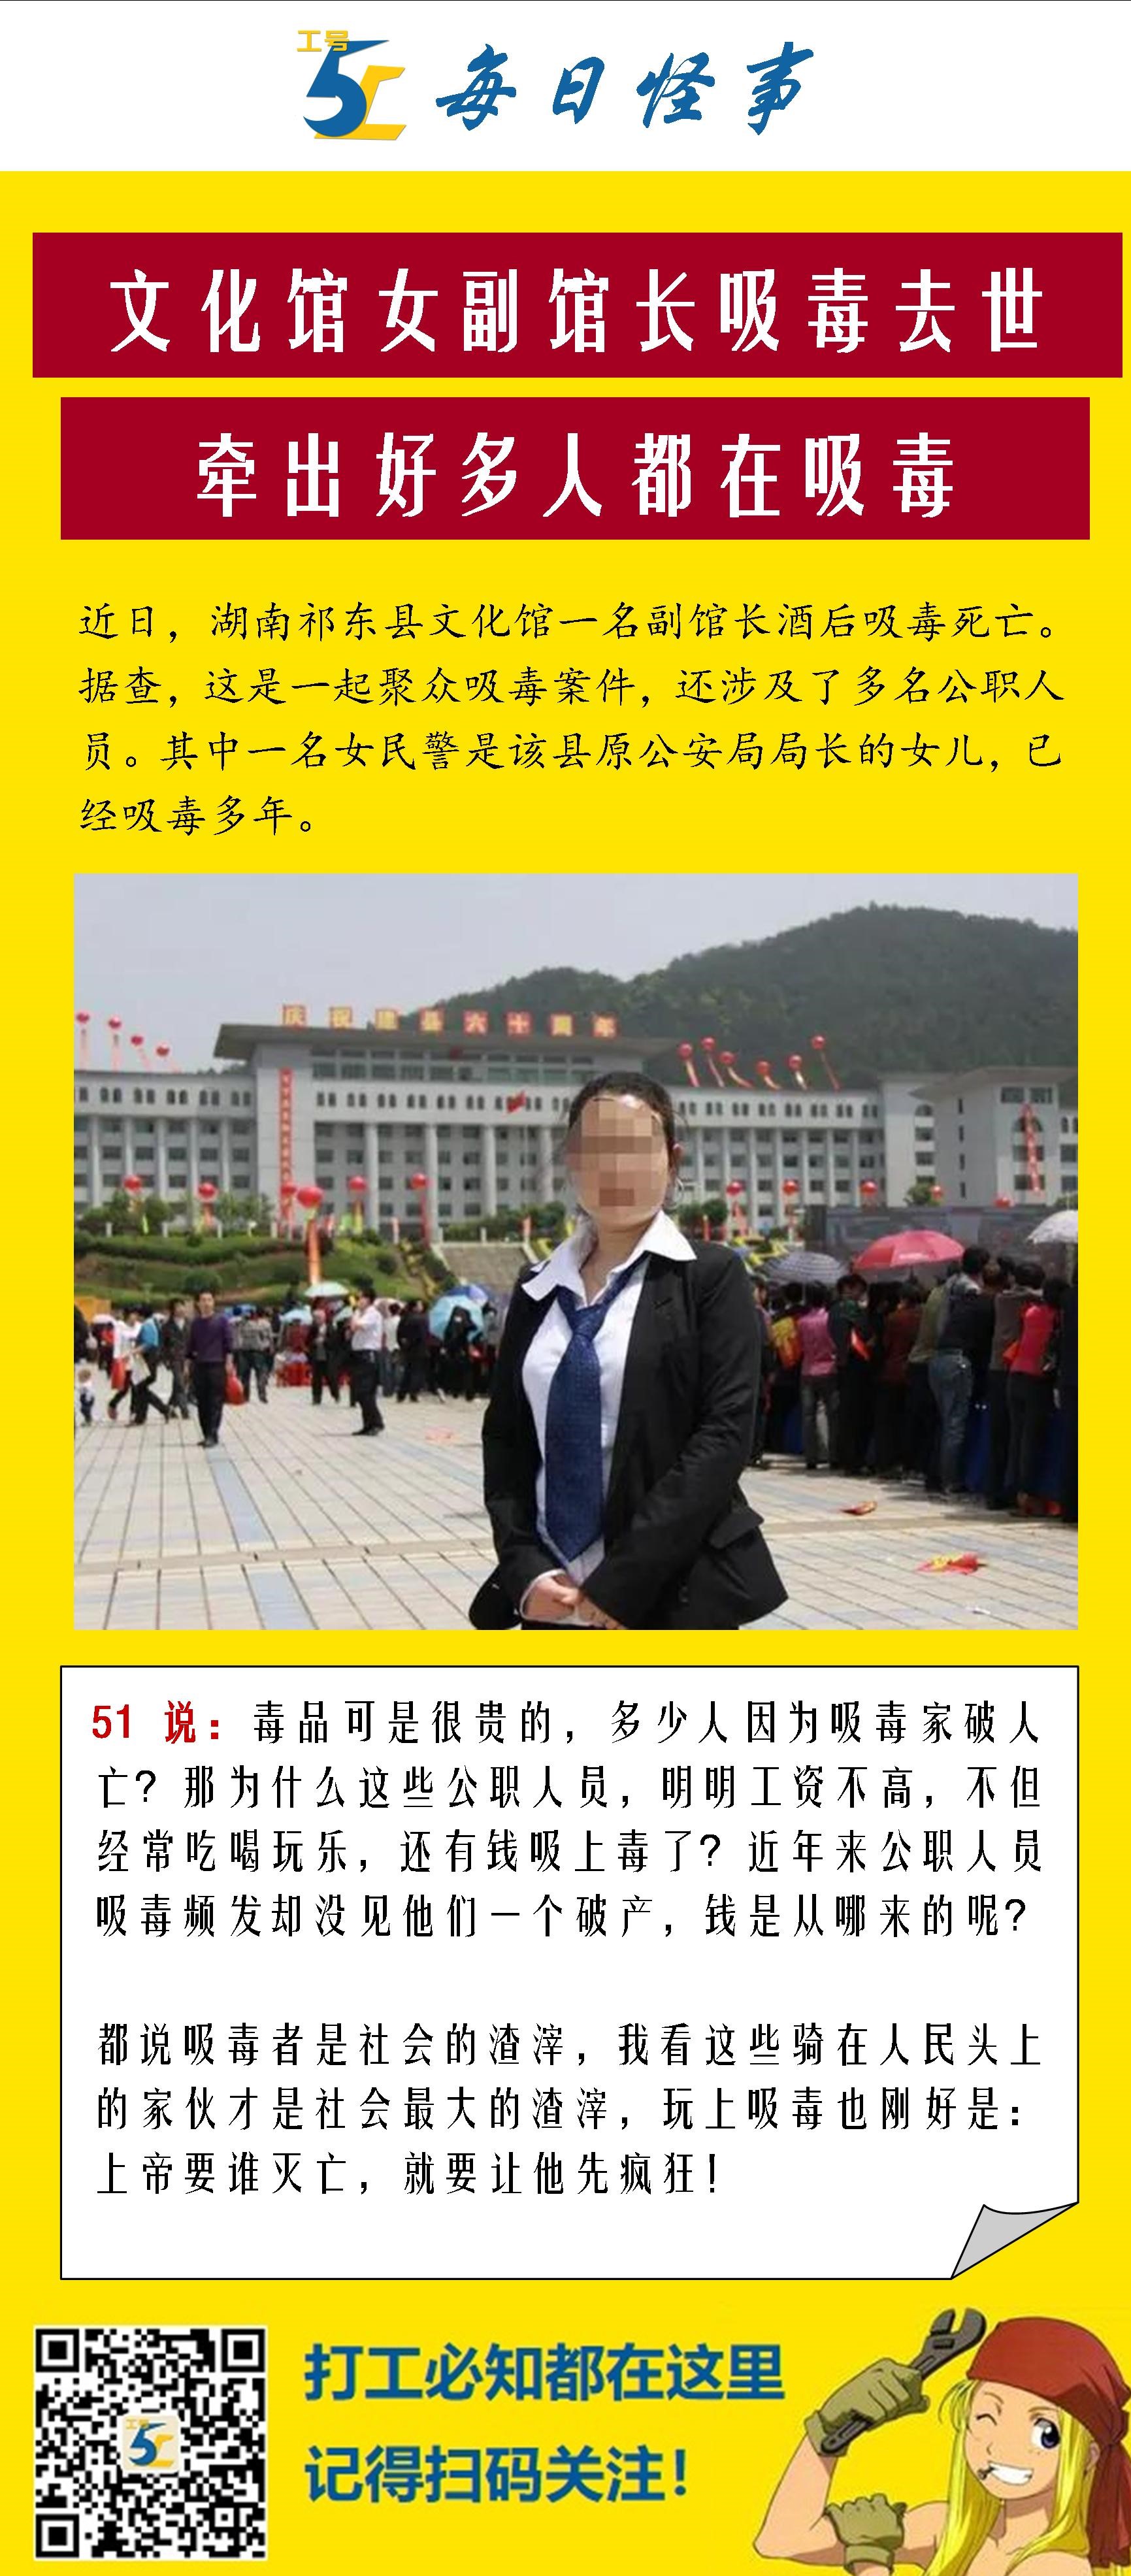 工号
51
每日怪事
文化馆女副馆长吸毒去世
牵出好多人都在吸毒
近日，湖南祁东县文化馆一名副馆长酒后吸毒死亡。
据查，这是一起聚众吸毒案件，还涉及了多名公职人
员。其中一名女民警是该县原公安局局长的女儿，已
经吸毒多年。
庆祝建县六十周年
51 说：毒品可是很贵的，多少人因为吸毒家破人
亡？那为什么这些公职人员，明明工资不高，不但
经常吃喝玩乐，还有钱吸上毒了？近年来公职人员
吸毒频发却没见他们一个破产，钱是从哪来的呢？
都说吸毒者是社会的渣滓，我看这些骑在人民头上
的家伙才是社会最大的渣滓，玩上吸毒也刚好是：
上帝要谁灭亡，就要让他先疯狂！
工号
51
打工必知都在这里
记得扫码关注！